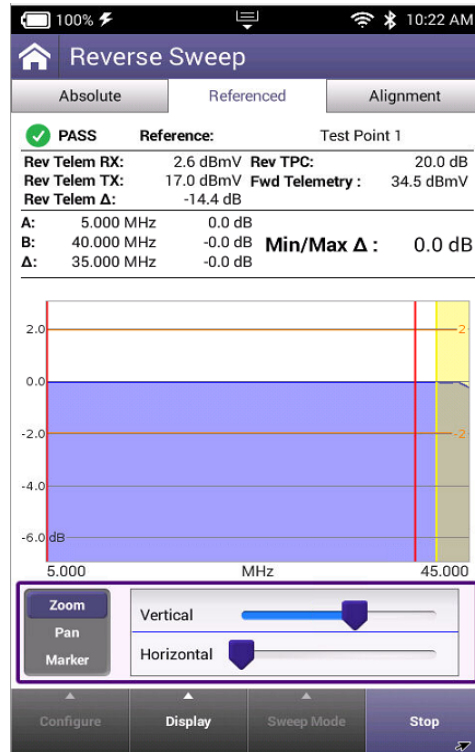 100% 10:22 AM
Reverse Sweep
Absolute Referenced Alignment
PASS Reference: Test Point 1
Rev Telem RX: 2.6 dBmV Rev TPC: 20.0 dB
Rev Telem TX: 17.0 dBmV Fwd Telemetry : 34.5 dBmV
Rev Telem Δ: -14.4 dB
A: 5.000 MHz 0.0 dB
B: 40.000 MHz -0.0 dB Min/Max Δ : 0.0 dB
Δ: 35.000 MHz -0.0 dB
2.0 2
0.0
-2.0 -2
-4.0
-6.0 dB
5.000 MHz 45.000
Zoom
Pan
Marker
Vertical
Horizontal
Configure Display Sweep Mode Stop